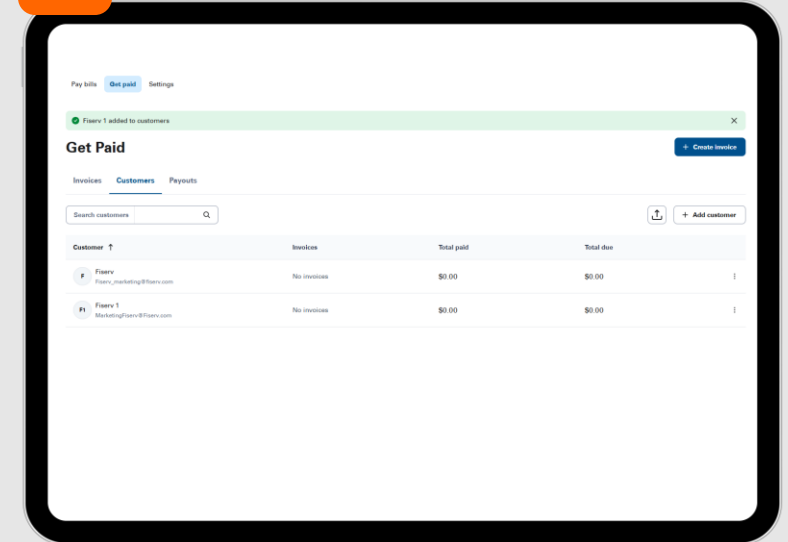 Pay bills Get paid Settings
Fiserv 1 added to customers
Get Paid
+ Create invoice
Invoices Customers Payouts
Search customers
+ Add customer
Customer ↑ Invoices Total paid Total due
F Fiserv No invoices $0.00 $0.00
Fiserv_marketing@fiserv.com
F1 Fiserv 1 No invoices $0.00 $0.00
MarketingFiserv@Fiserv.com